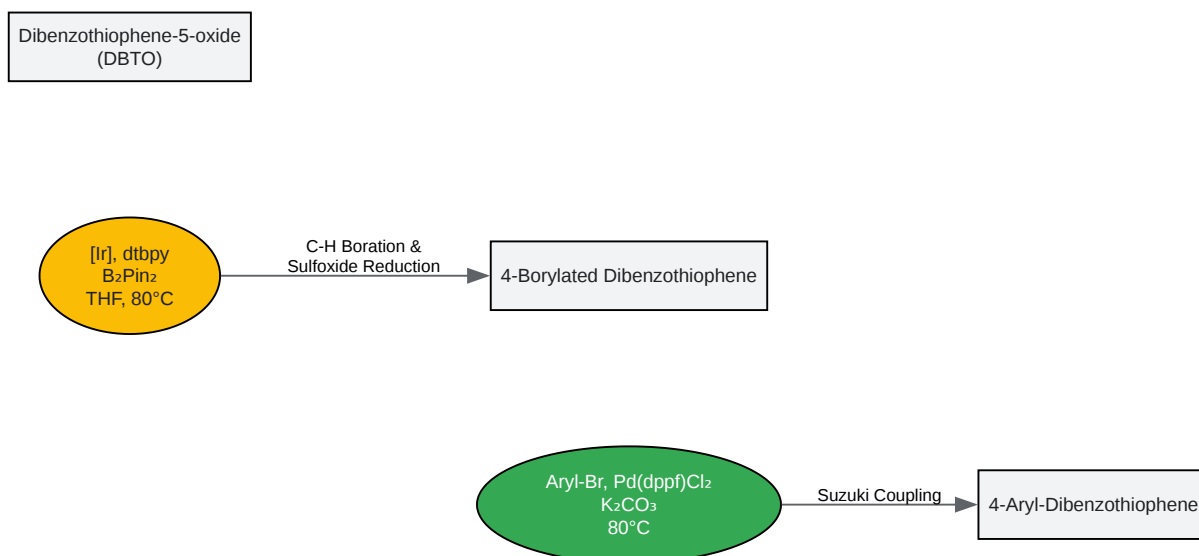 Dibenzothiophene-5-oxide
(DBTO)
[Ir], dtbpy
B₂Pin₂
THF, 80°C
C-H Boration &
Sulfoxide Reduction
4-Borylated Dibenzothiophene
Aryl-Br, Pd(dppf)Cl₂
K₂CO₃
80°C
Suzuki Coupling
4-Aryl-Dibenzothiophene